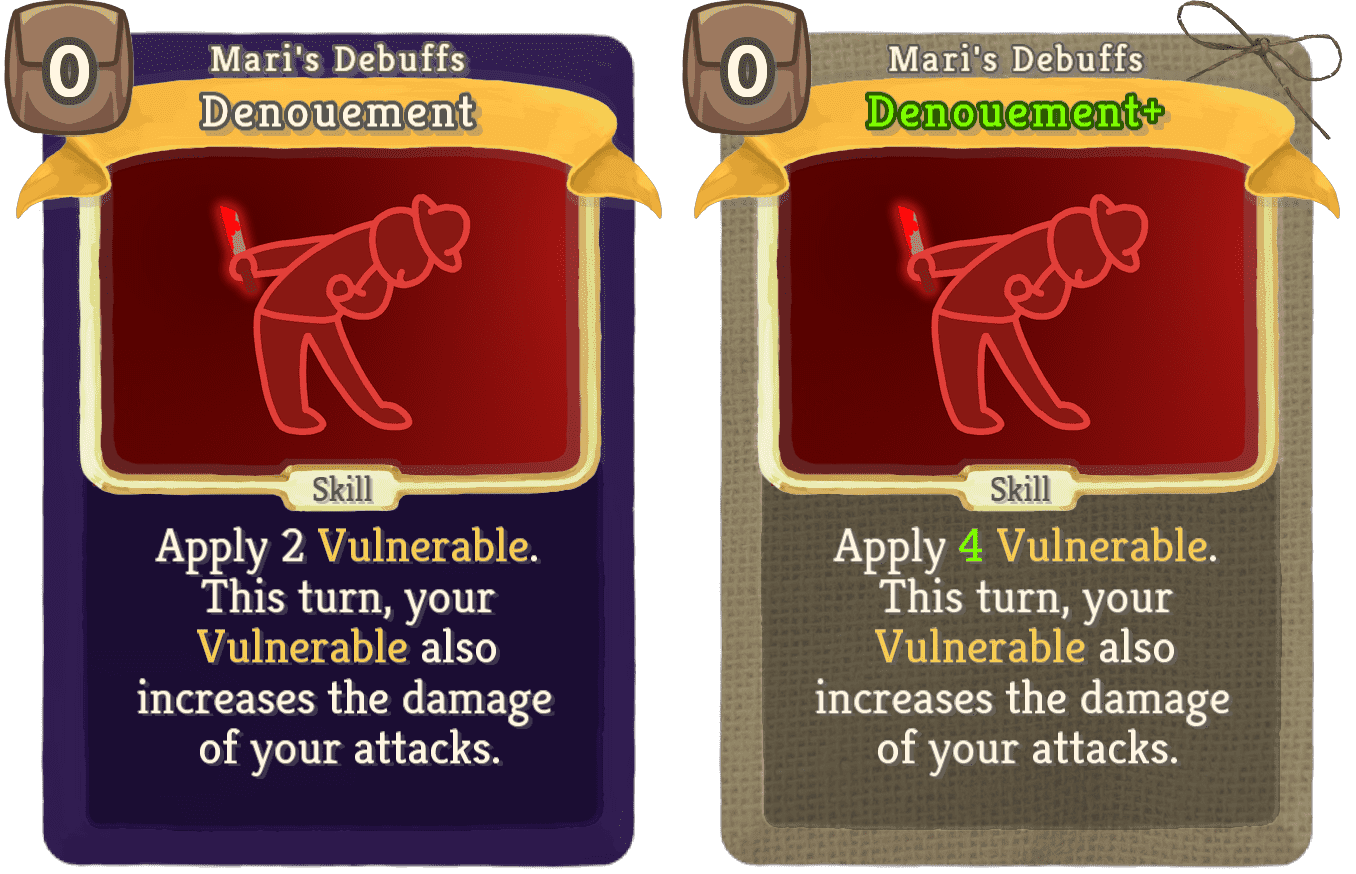 0
Mari's Debuffs
Denouement
Skill
Apply 2 Vulnerable.
This turn, your
Vulnerable also
increases the damage
of your attacks.
0
Mari's Debuffs
Denouement+
Skill
Apply 4 Vulnerable.
This turn, your
Vulnerable also
increases the damage
of your attacks.